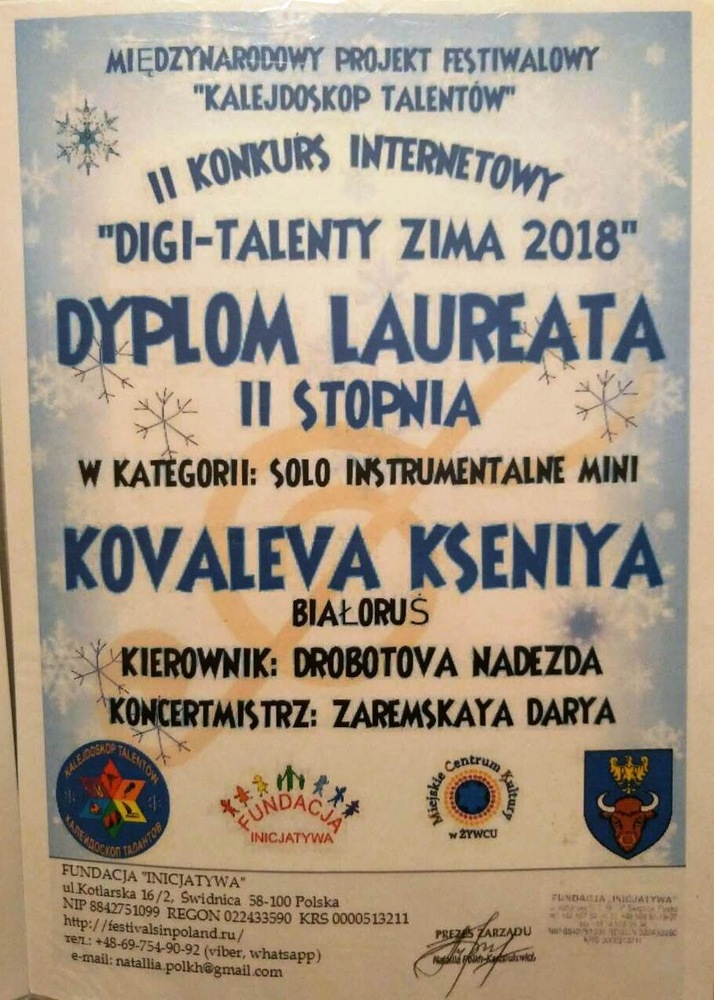 MIĘDZYNARODOWY PROJEKT FESTIWALOWY
"KALEJDOSKOP TALENTÓW"
II KONKURS INTERNETOWY
"DIGI-TALENTY ZIMA 2018"
DYPLOM LAUREATA
II STOPNIA
W KATEGORII: SOLO INSTRUMENTALNE MINI
KOVALEVA KSENIYA
BIAŁORUŚ
KIEROWNIK: DROBOTOVA NADEZDA
KONCERTMISTRZ: ZAREMSKAYA DARYA
KALEJDOSKOP TALENTÓW
КАЛЕЙДОСКОП ТАЛАНТОВ
FUNDACJA
INICJATYWA
Miejskie Centrum Kultury
w ŻYWCU
FUNDACJA "INICJATYWA"
ul.Kotlarska 16/2, Świdnica 58-100 Polska
NIP 8842751099 REGON 022433590 KRS 0000513211
http://festivalsinpoland.ru/
тел.: +48-69-754-90-92 (viber, whatsapp)
e-mail: natallia.polkh@gmail.com
PREZES ZARZĄDU
Natallia
FUNDACJA „INICJATYWA"